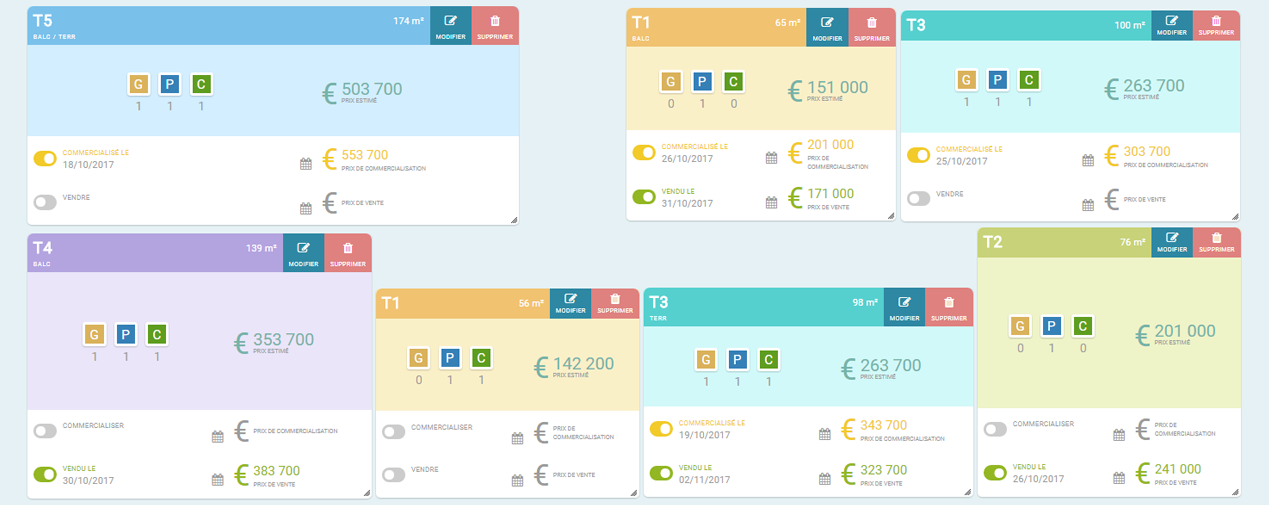 T5
174 m²
BALC / TERR
MODIFIER
SUPPRIMER
G P C
1 1 1
€ 503 700
PRIX ESTIMÉ
COMMERCIALISÉ LE
18/10/2017
€ 553 700
PRIX DE COMMERCIALISATION
VENDRE
€ PRIX DE VENTE
T1
65 m²
BALC
MODIFIER
SUPPRIMER
G P C
0 1 0
€ 151 000
PRIX ESTIMÉ
COMMERCIALISÉ LE
26/10/2017
€ 201 000
PRIX DE
COMMERCIALISATION
VENDU LE
31/10/2017
€ 171 000
PRIX DE VENTE
T3
100 m²
MODIFIER
SUPPRIMER
G P C
1 1 1
€ 263 700
PRIX ESTIMÉ
COMMERCIALISÉ LE
25/10/2017
€ 303 700
PRIX DE COMMERCIALISATION
VENDRE
€ PRIX DE VENTE
T4
139 m²
BALC
MODIFIER
SUPPRIMER
G P C
1 1 1
€ 353 700
PRIX ESTIMÉ
COMMERCIALISER
€ PRIX DE COMMERCIALISATION
VENDU LE
30/10/2017
€ 383 700
PRIX DE VENTE
T1
56 m²
MODIFIER
SUPPRIMER
G P C
0 1 1
€ 142 200
PRIX ESTIMÉ
COMMERCIALISER
€ PRIX DE
COMMERCIALISATION
VENDRE
€ PRIX DE VENTE
T3
98 m²
TERR
MODIFIER
SUPPRIMER
G P C
1 1 1
€ 263 700
PRIX ESTIMÉ
COMMERCIALISÉ LE
19/10/2017
€ 343 700
PRIX DE COMMERCIALISATION
VENDU LE
02/11/2017
€ 323 700
PRIX DE VENTE
T2
76 m²
MODIFIER
SUPPRIMER
G P C
0 1 0
€ 201 000
PRIX ESTIMÉ
COMMERCIALISER
€ PRIX DE
COMMERCIALISATION
VENDU LE
26/10/2017
€ 241 000
PRIX DE VENTE